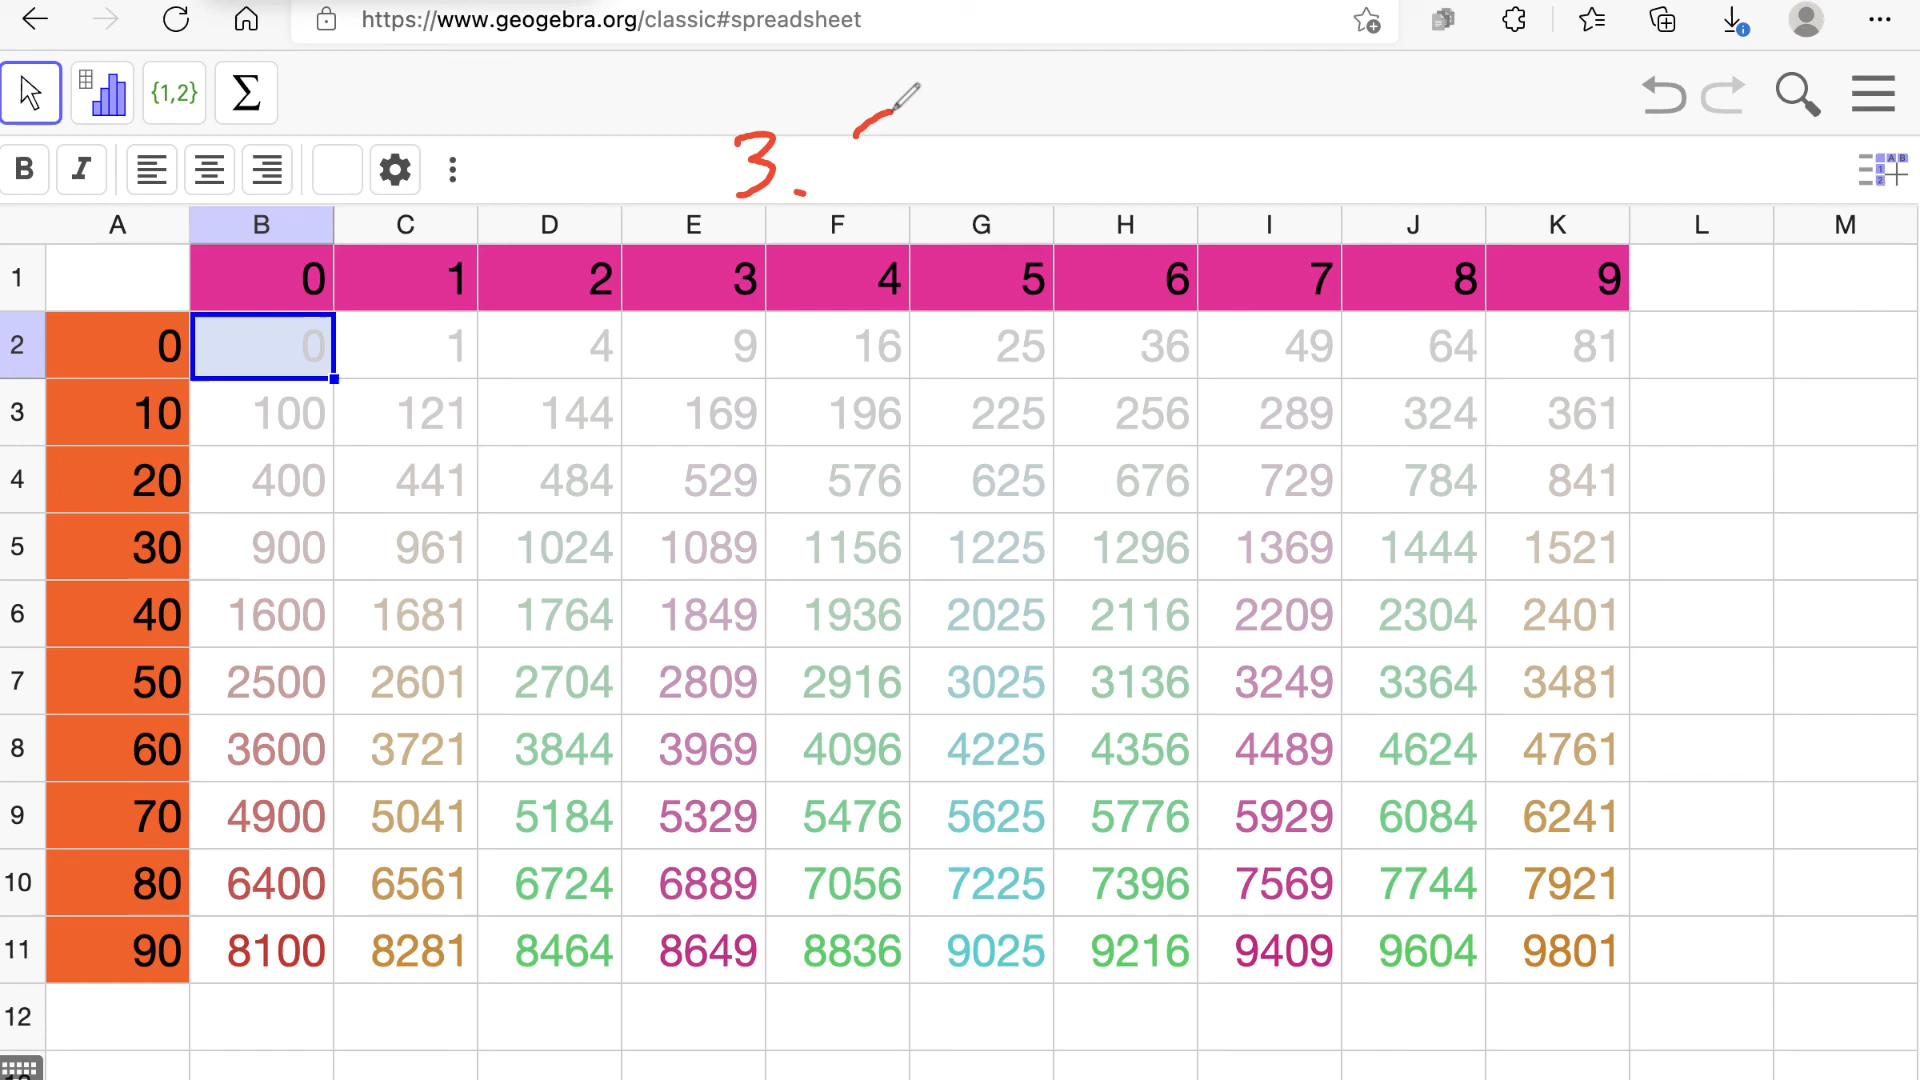 https://www.geogebra.org/classic#spreadsheet
{1,2} Σ
3.
B I
A B C D E F G H I J K L M
1 0 1 2 3 4 5 6 7 8 9
2 0 0 1 4 9 16 25 36 49 64 81
3 10 100 121 144 169 196 225 256 289 324 361
4 20 400 441 484 529 576 625 676 729 784 841
5 30 900 961 1024 1089 1156 1225 1296 1369 1444 1521
6 40 1600 1681 1764 1849 1936 2025 2116 2209 2304 2401
7 50 2500 2601 2704 2809 2916 3025 3136 3249 3364 3481
8 60 3600 3721 3844 3969 4096 4225 4356 4489 4624 4761
9 70 4900 5041 5184 5329 5476 5625 5776 5929 6084 6241
10 80 6400 6561 6724 6889 7056 7225 7396 7569 7744 7921
11 90 8100 8281 8464 8649 8836 9025 9216 9409 9604 9801
12